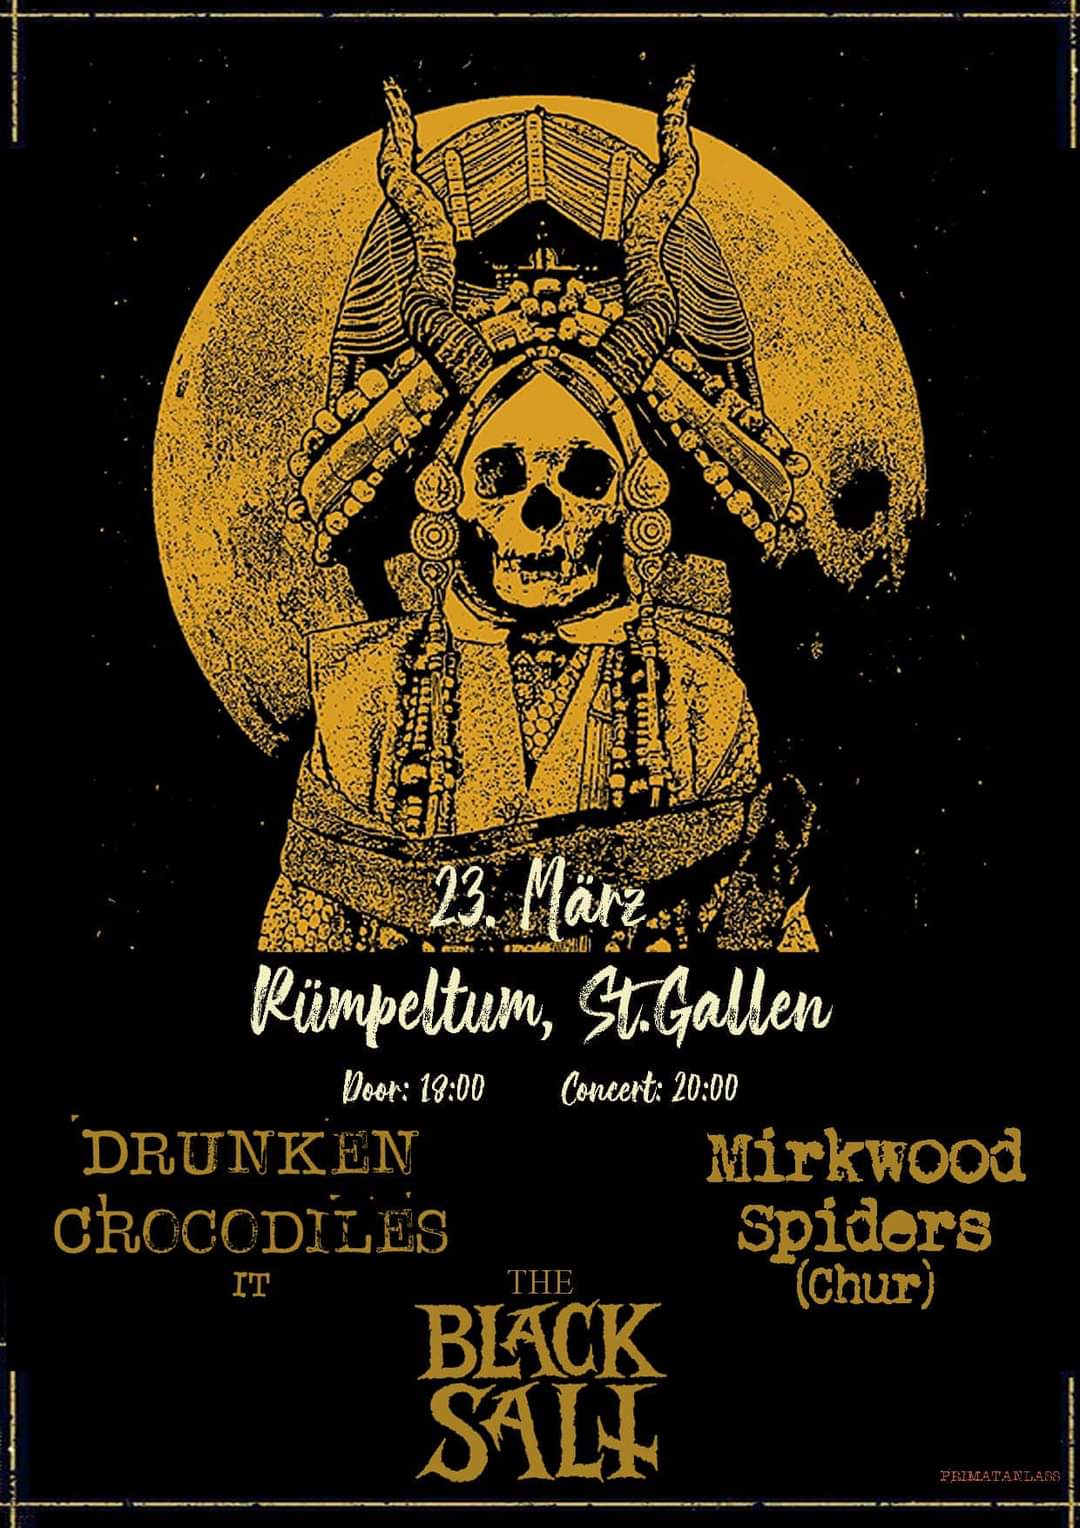 23. März
Rümpeltum, St.Gallen
Door: 18:00 Concert: 20:00
DRUNKEN
CROCODILES
IT
Mirkwood
Spiders
(Chur)
THE
BLACK
SALT
PRIMATANLASS